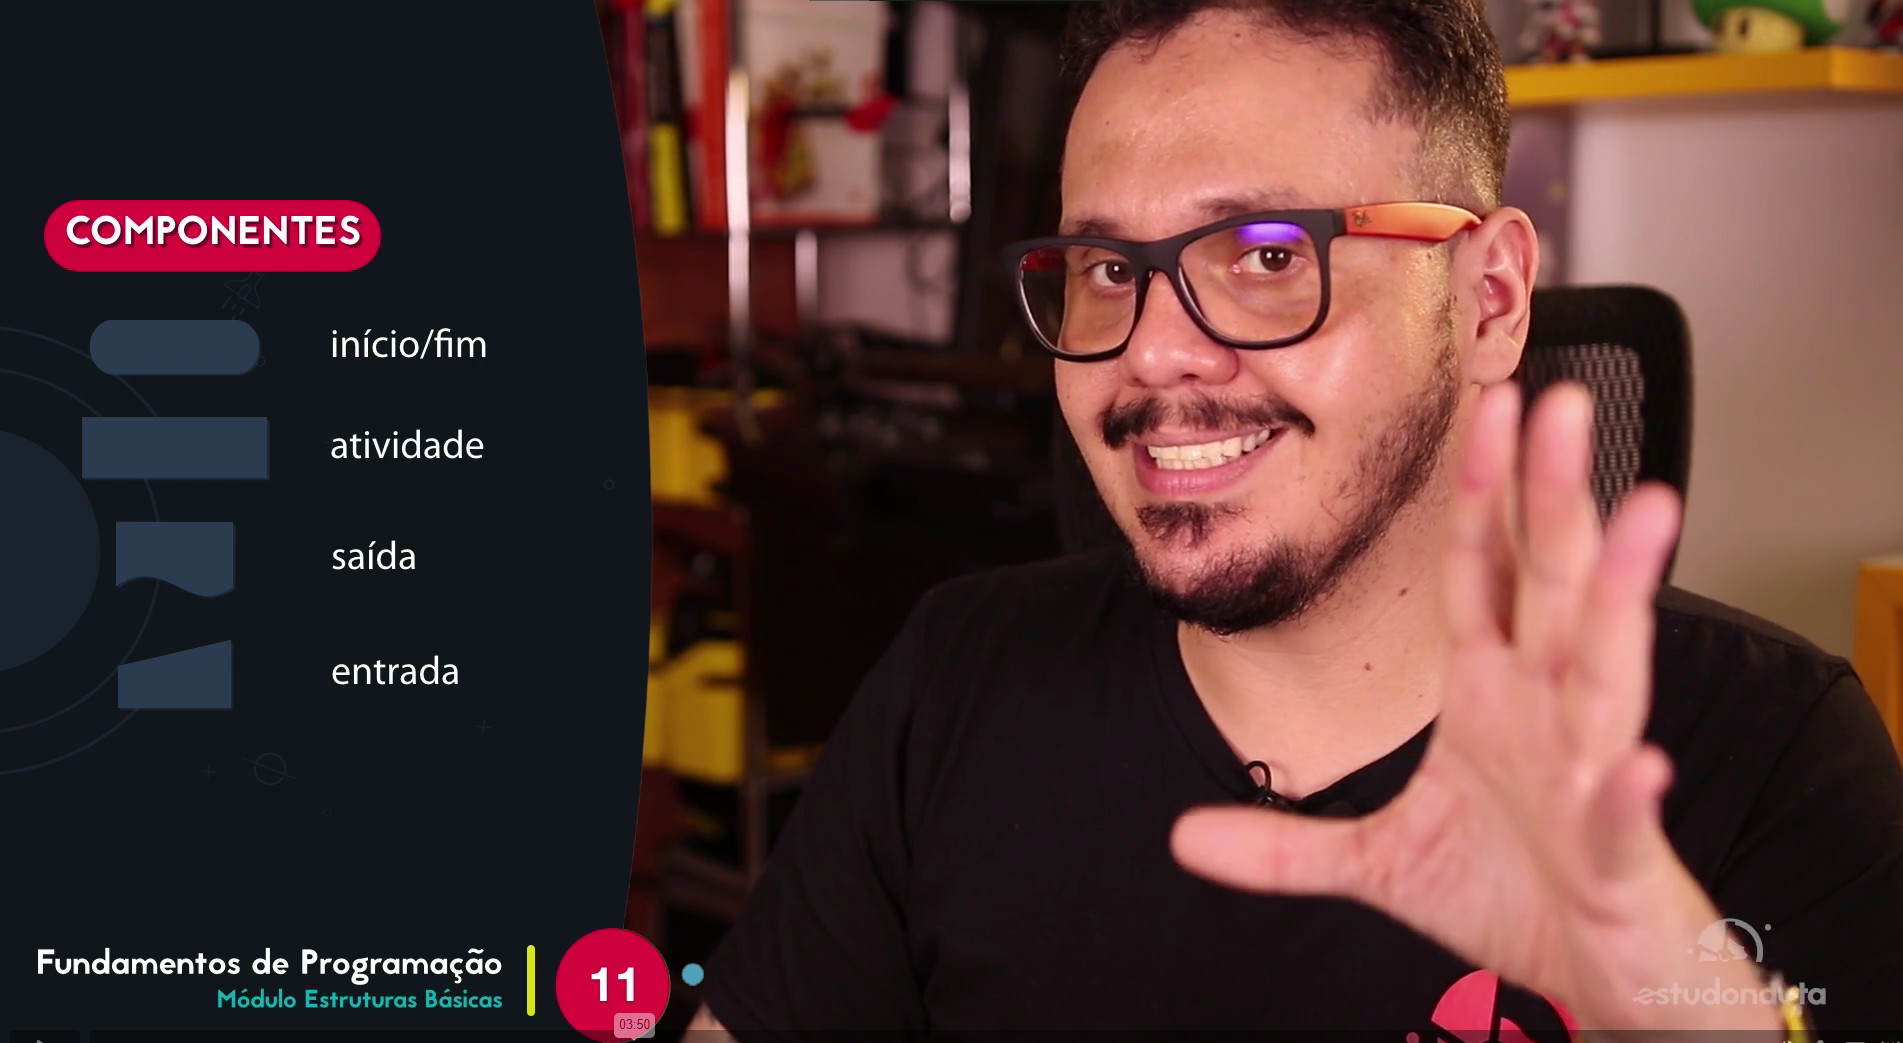 COMPONENTES
início/fim
atividade
saída
entrada
Fundamentos de Programação
Módulo Estruturas Básicas
11
03:50
estudonauta